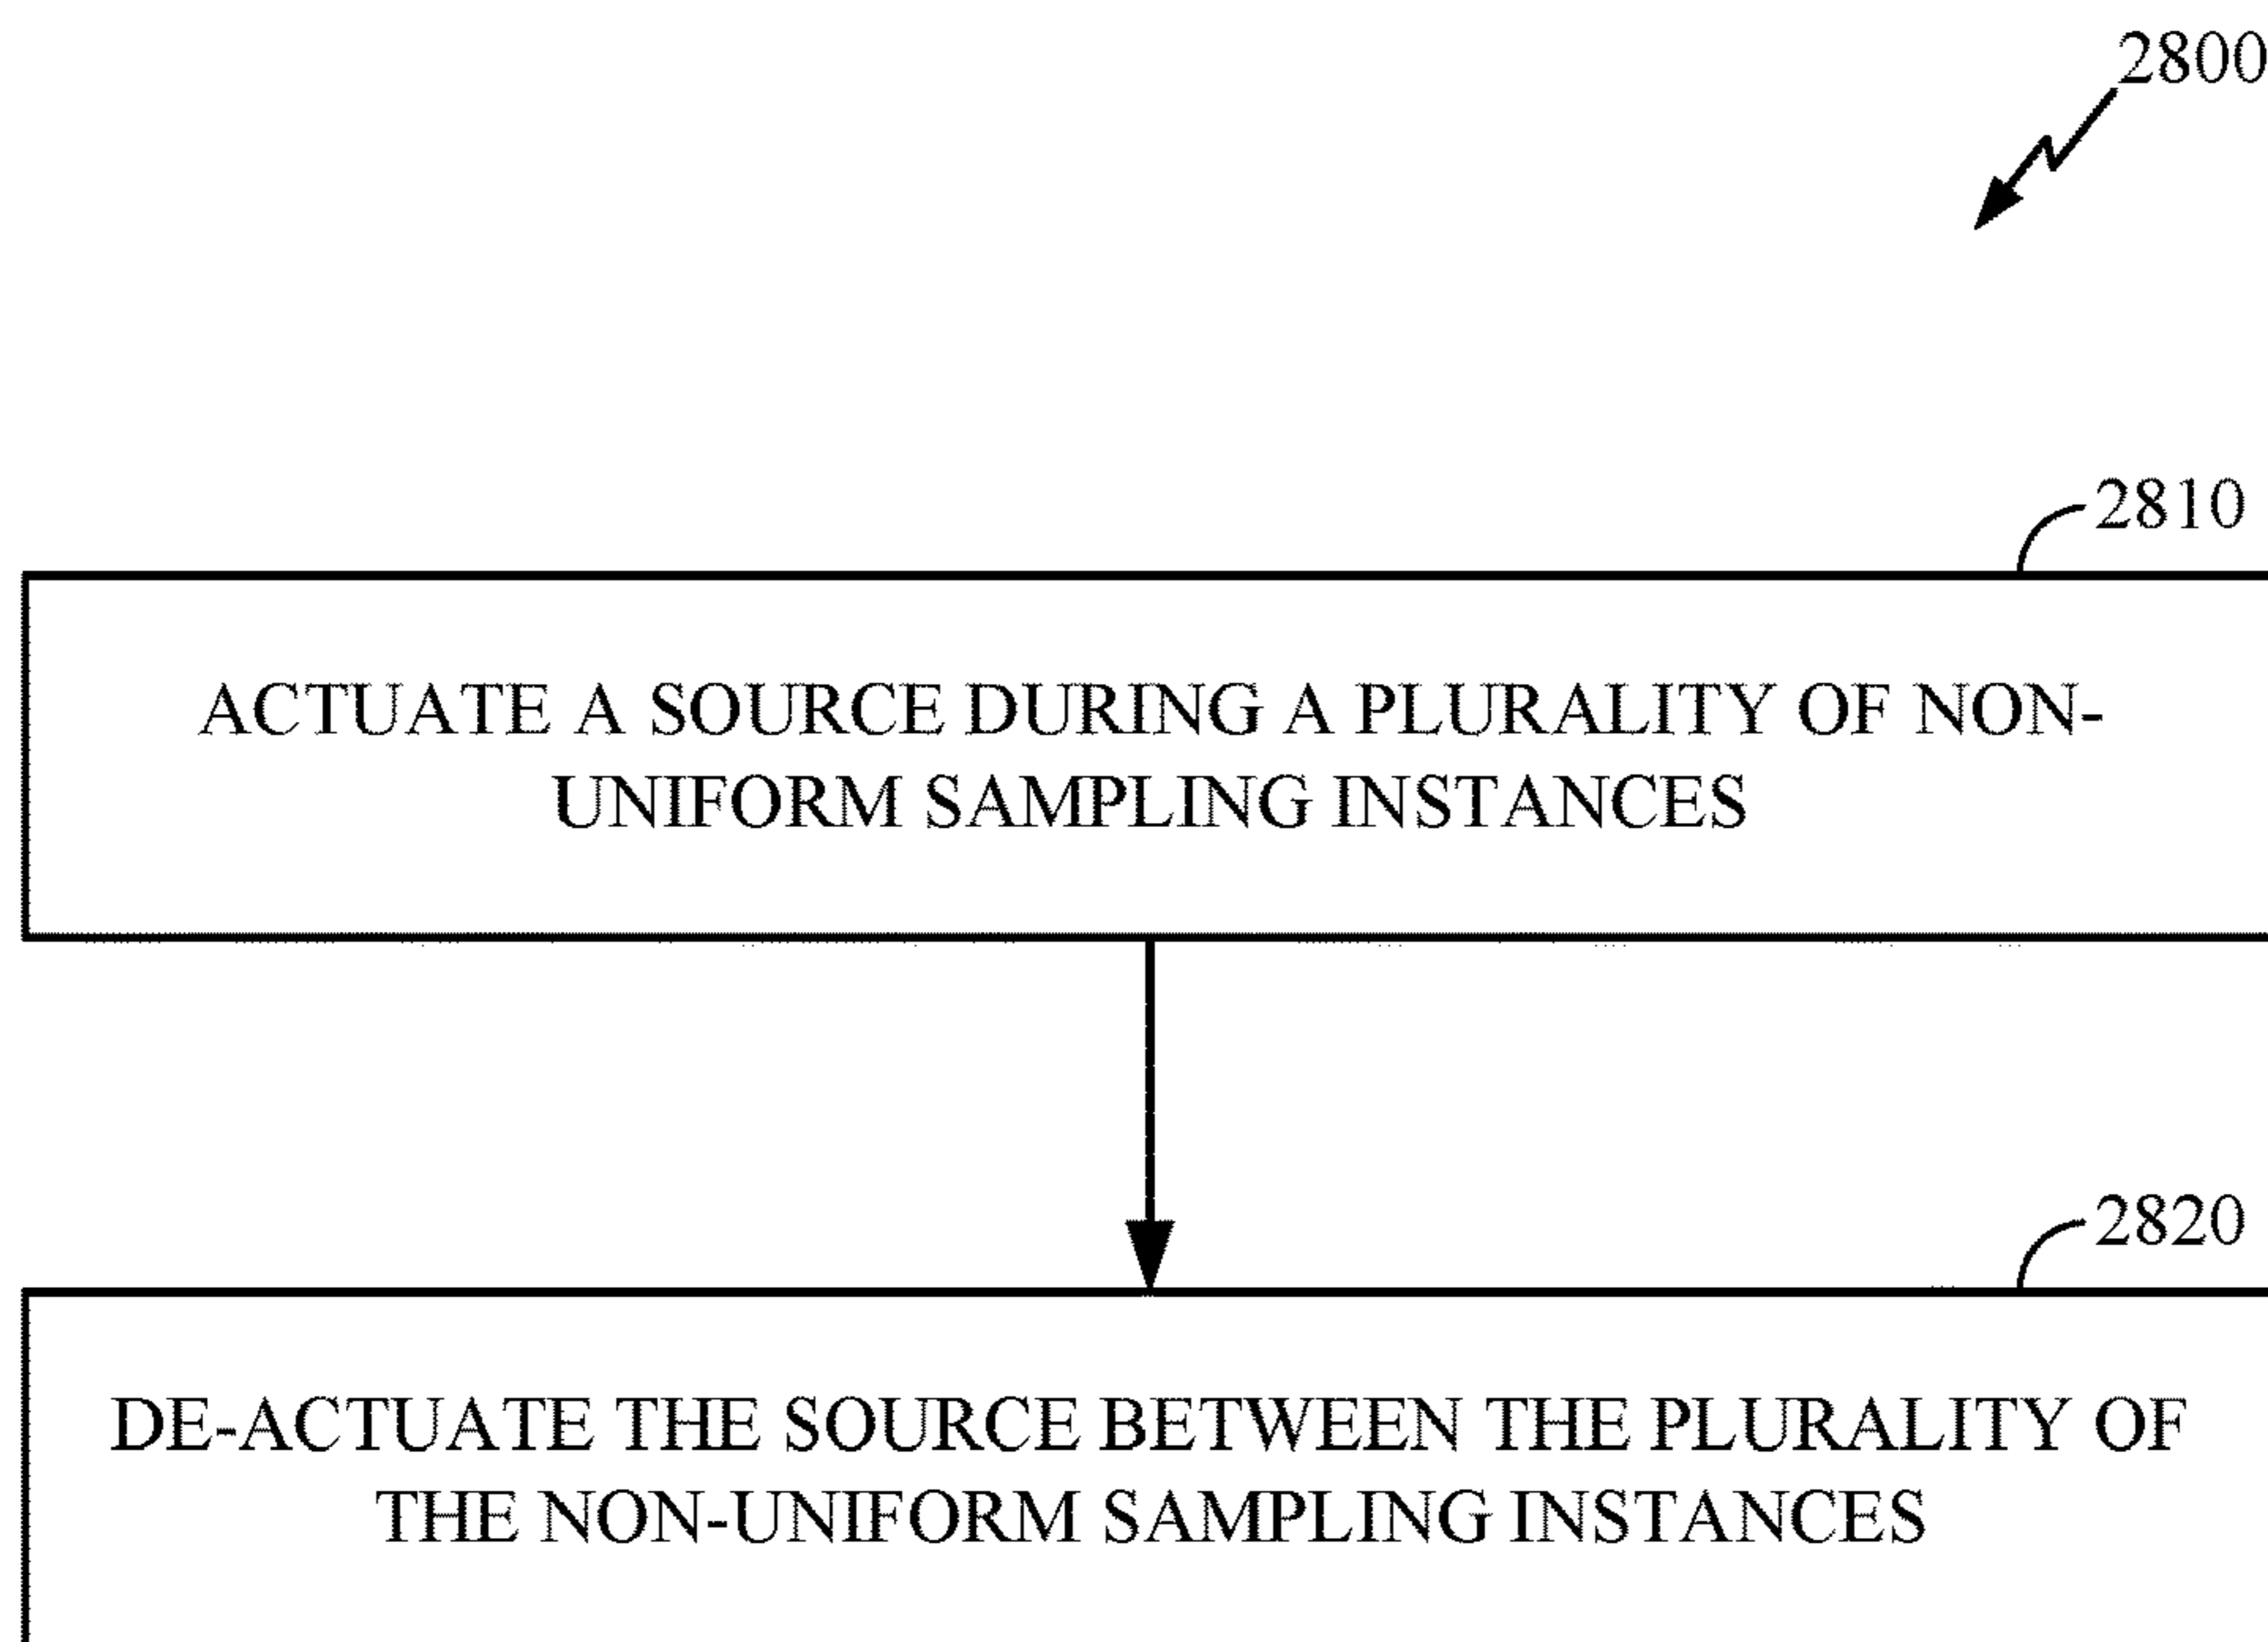 2800
2810
ACTUATE A SOURCE DURING A PLURALITY OF NON-
UNIFORM SAMPLING INSTANCES
2820
DE-ACTUATE THE SOURCE BETWEEN THE PLURALITY OF
THE NON-UNIFORM SAMPLING INSTANCES